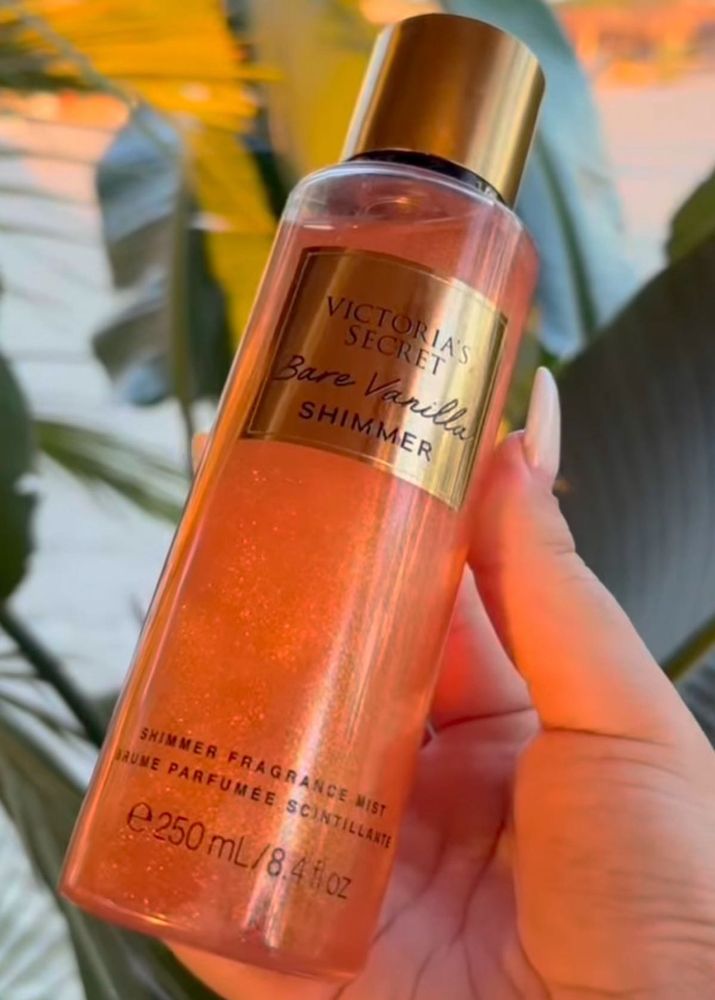 VICTORIA'S
SECRET
Bare Vanilla
SHIMMER
SHIMMER FRAGRANCE MIST
BRUME PARFUMÉE SCINTILLANTE
℮250 mL/8.4 fl oz